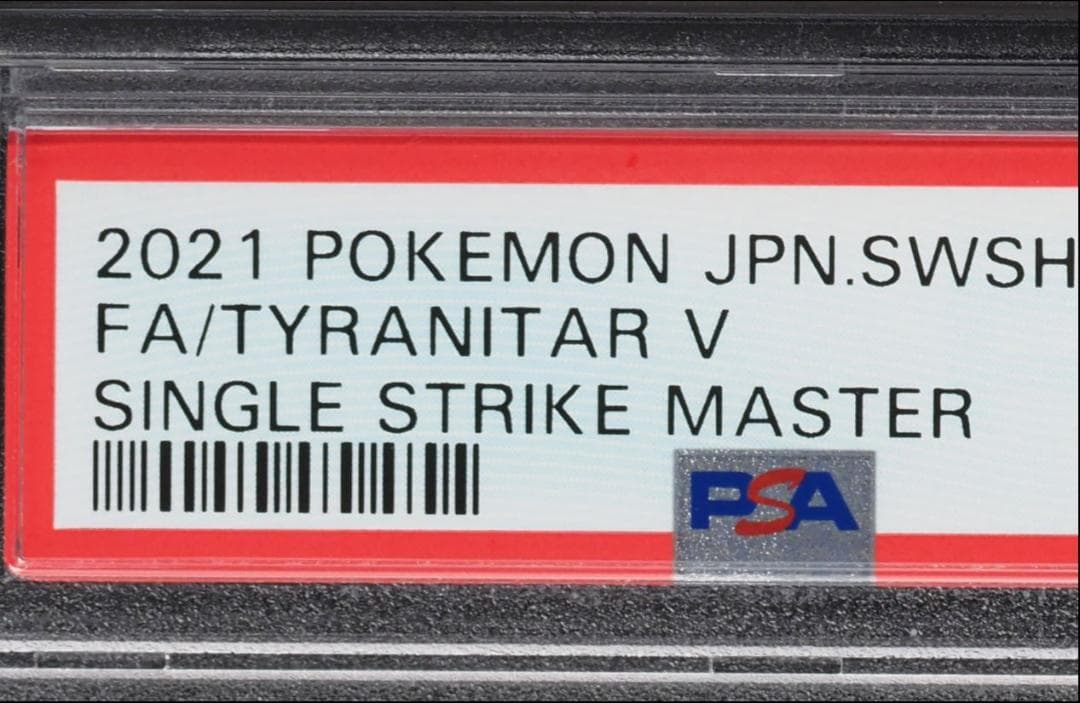 2021 POKEMON JPN.SWSH
FA/TYRANITAR V
SINGLE STRIKE MASTER
PSA